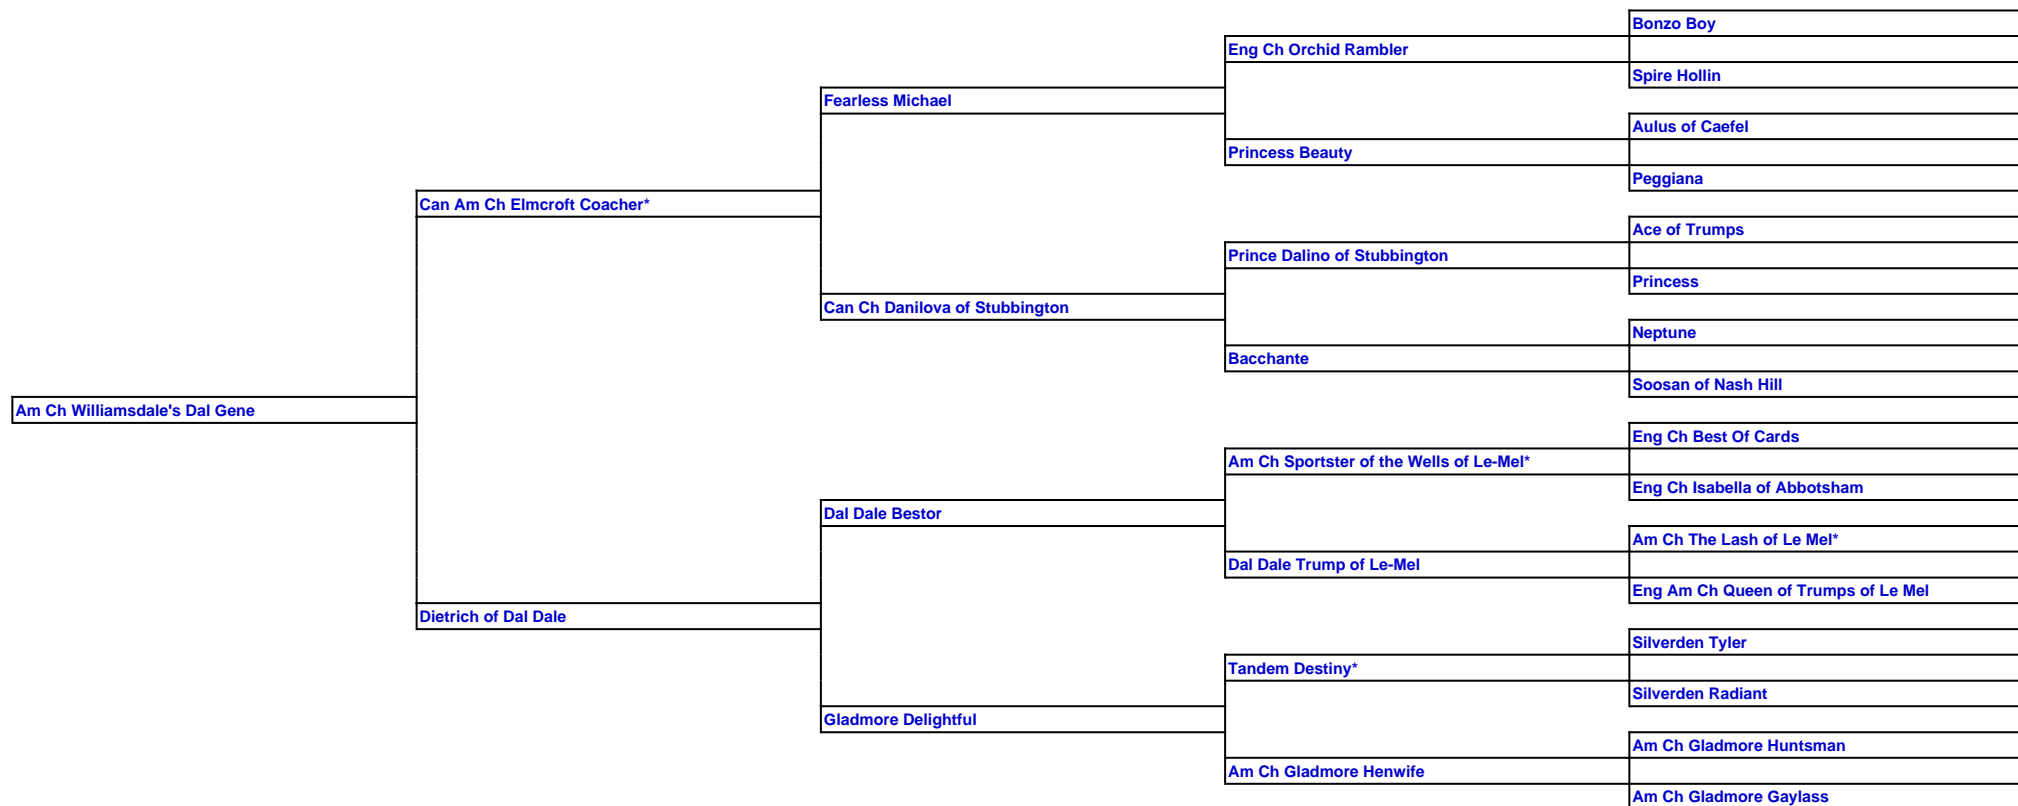 Bonzo Boy
Eng Ch Orchid Rambler
Spire Hollin
Fearless Michael
Aulus of Caefel
Princess Beauty
Peggiana
Can Am Ch Elmcroft Coacher*
Ace of Trumps
Prince Dalino of Stubbington
Princess
Can Ch Danilova of Stubbington
Neptune
Bacchante
Soosan of Nash Hill
Am Ch Williamsdale's Dal Gene
Eng Ch Best Of Cards
Am Ch Sportster of the Wells of Le-Mel*
Eng Ch Isabella of Abbotsham
Dal Dale Bestor
Am Ch The Lash of Le Mel*
Dal Dale Trump of Le-Mel
Eng Am Ch Queen of Trumps of Le Mel
Dietrich of Dal Dale
Silverden Tyler
Tandem Destiny*
Silverden Radiant
Gladmore Delightful
Am Ch Gladmore Huntsman
Am Ch Gladmore Henwife
Am Ch Gladmore Gaylass